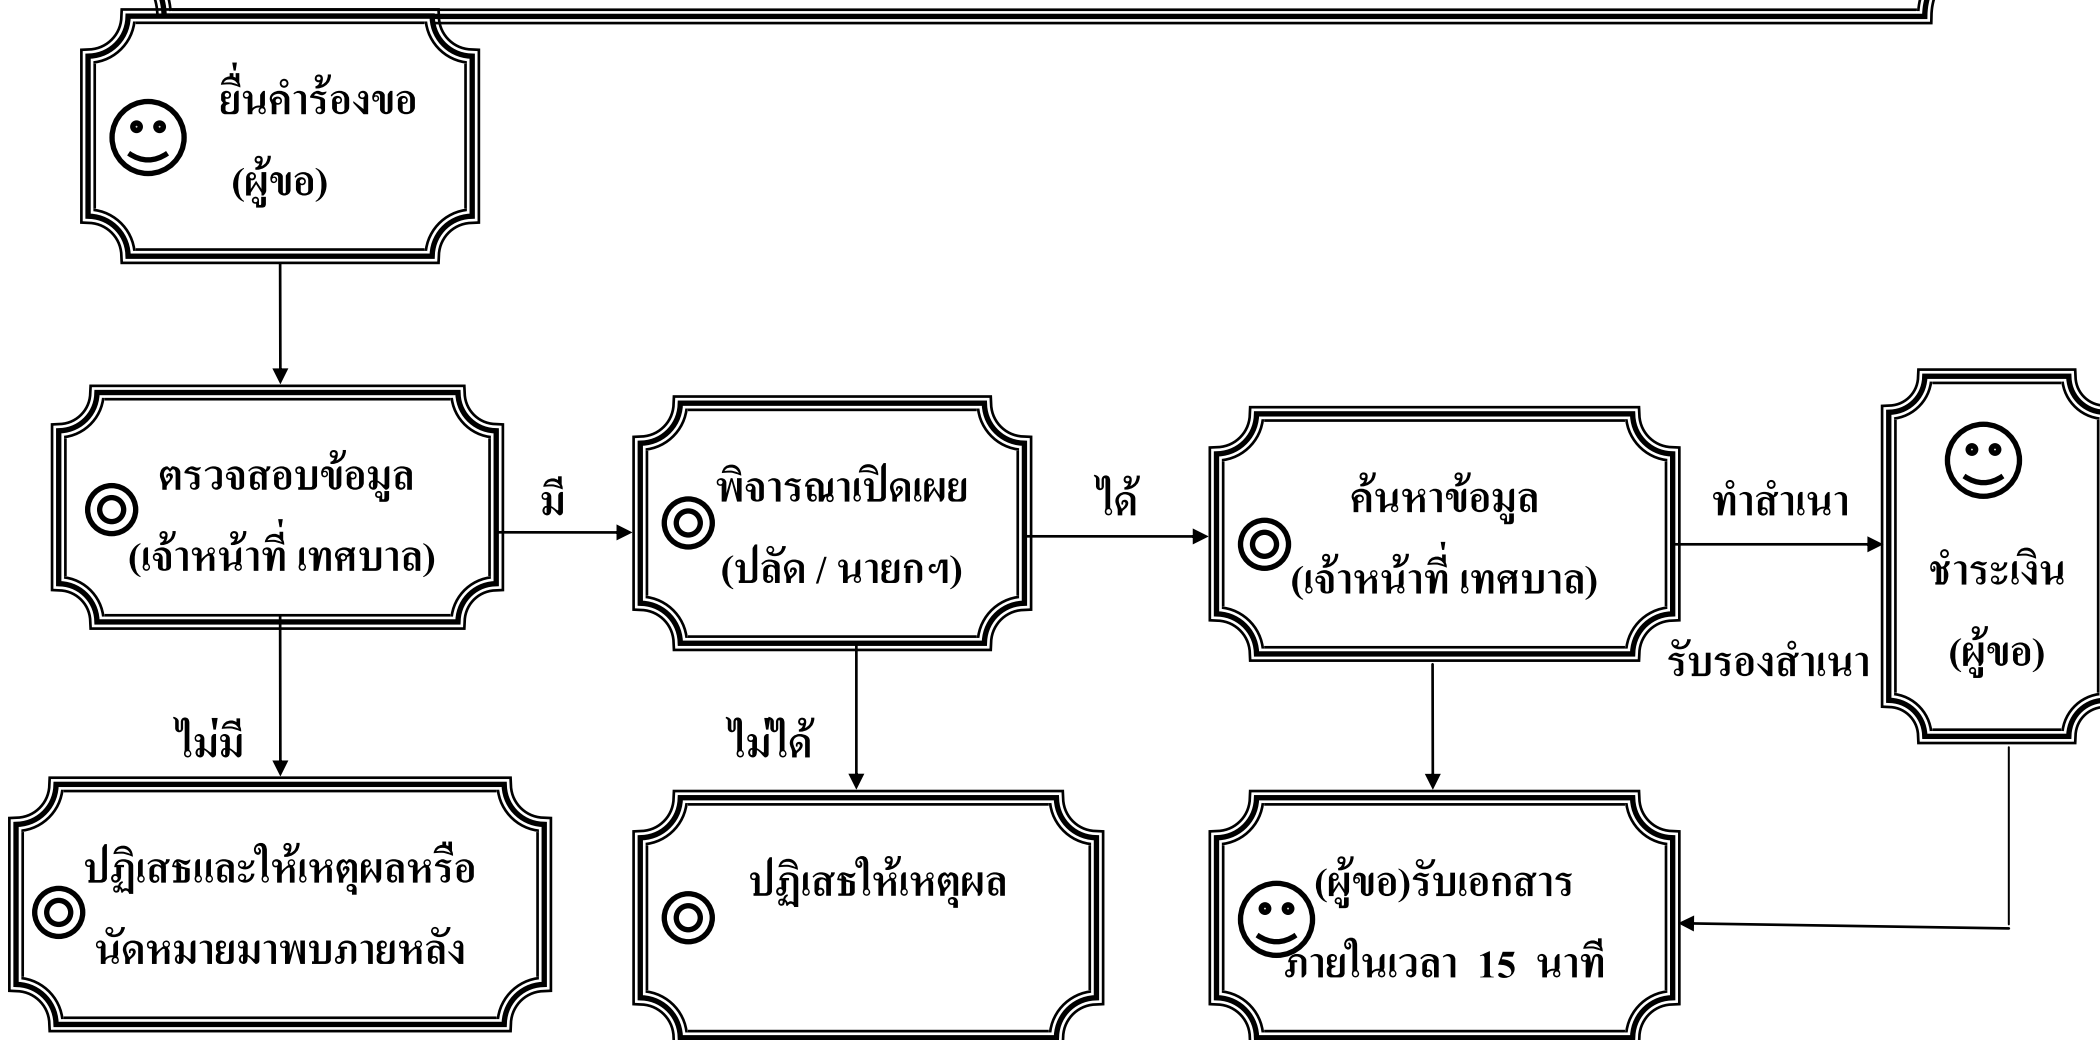 ยื่นคำร้องขอ
(ผู้ขอ)
ตรวจสอบข้อมูล
(เจ้าหน้าที่ เทศบาล)
มี
พิจารณาเปิดเผย
(ปลัด / นายกฯ)
ได้
ค้นหาข้อมูล
(เจ้าหน้าที่ เทศบาล)
ทำสำเนา
รับรองสำเนา
ชำระเงิน
(ผู้ขอ)
ไม่มี
ไม่ได้
ปฏิเสธและให้เหตุผลหรือ
นัดหมายมาพบภายหลัง
ปฏิเสธให้เหตุผล
(ผู้ขอ)รับเอกสาร
ภายในเวลา 15 นาที